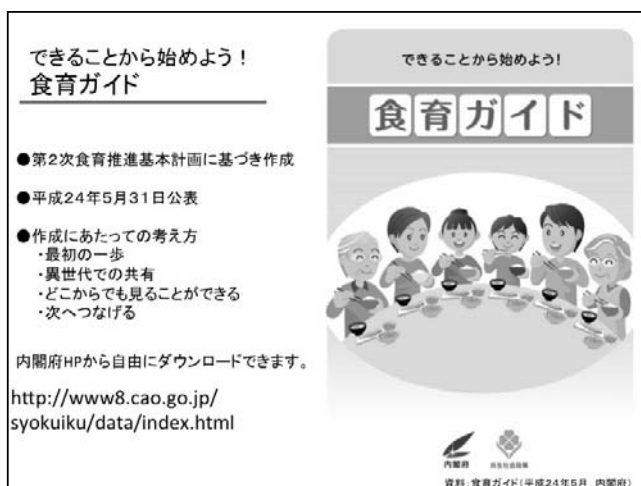 できることから始めよう！
食育ガイド
●第2次食育推進基本計画に基づき作成
●平成24年5月31日公表
●作成にあたっての考え方
・最初の一歩
・異世代での共有
・どこからでも見ることができる
・次へつなげる
内閣府HPから自由にダウンロードできます。
http://www8.cao.go.jp/
syokuiku/data/index.html
できることから始めよう!
食育ガイド
内閣府
共生社会政策
資料:食育ガイド(平成24年5月 内閣府)